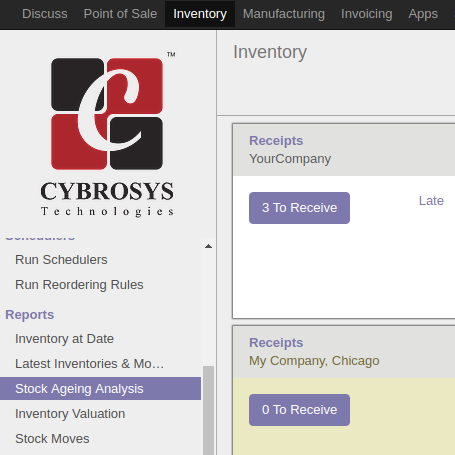 Discuss Point of Sale Inventory Manufacturing Invoicing Apps
Inventory
™
CYBROSYS
Technologies
Schedulers
Run Schedulers
Run Reordering Rules
Reports
Inventory at Date
Latest Inventories & Mo…
Stock Ageing Analysis
Inventory Valuation
Stock Moves
Receipts
YourCompany
3 To Receive
Late
Receipts
My Company, Chicago
0 To Receive